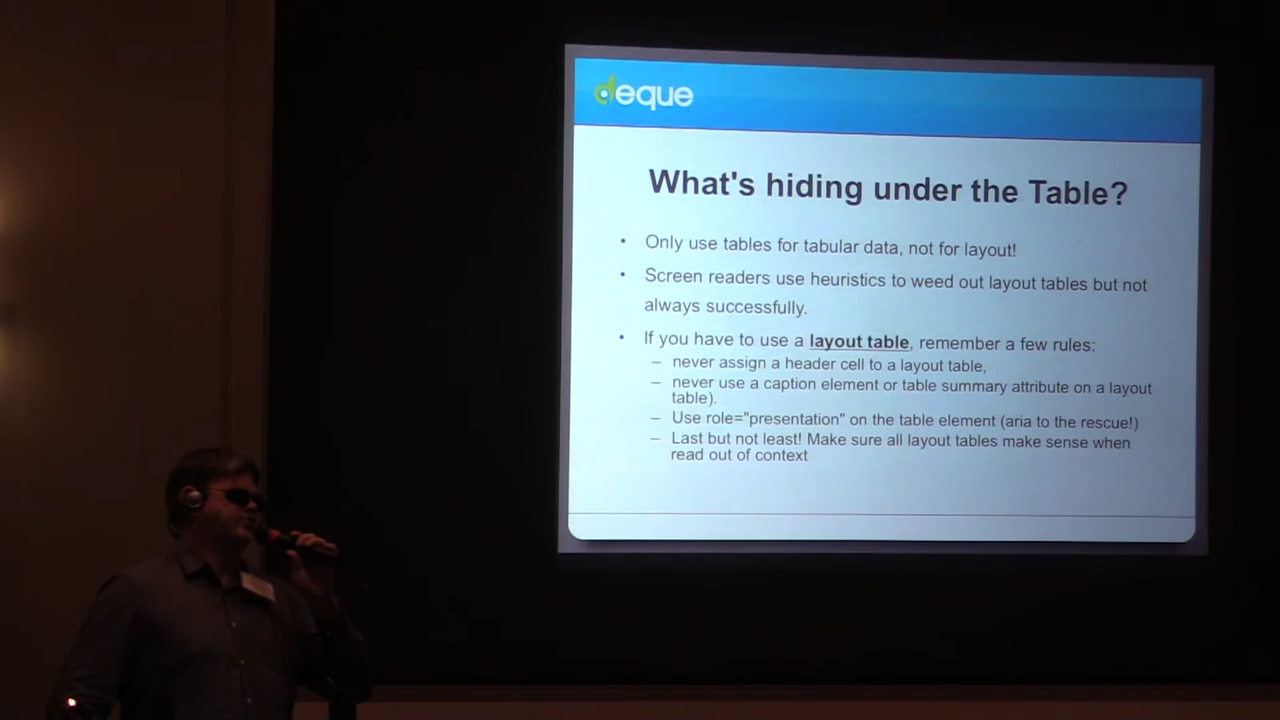 deque
What's hiding under the Table?
• Only use tables for tabular data, not for layout!
• Screen readers use heuristics to weed out layout tables but not
always successfully.
• If you have to use a layout table, remember a few rules:
– never assign a header cell to a layout table,
– never use a caption element or table summary attribute on a layout
table).
– Use role="presentation" on the table element (aria to the rescue!)
– Last but not least! Make sure all layout tables make sense when
read out of context